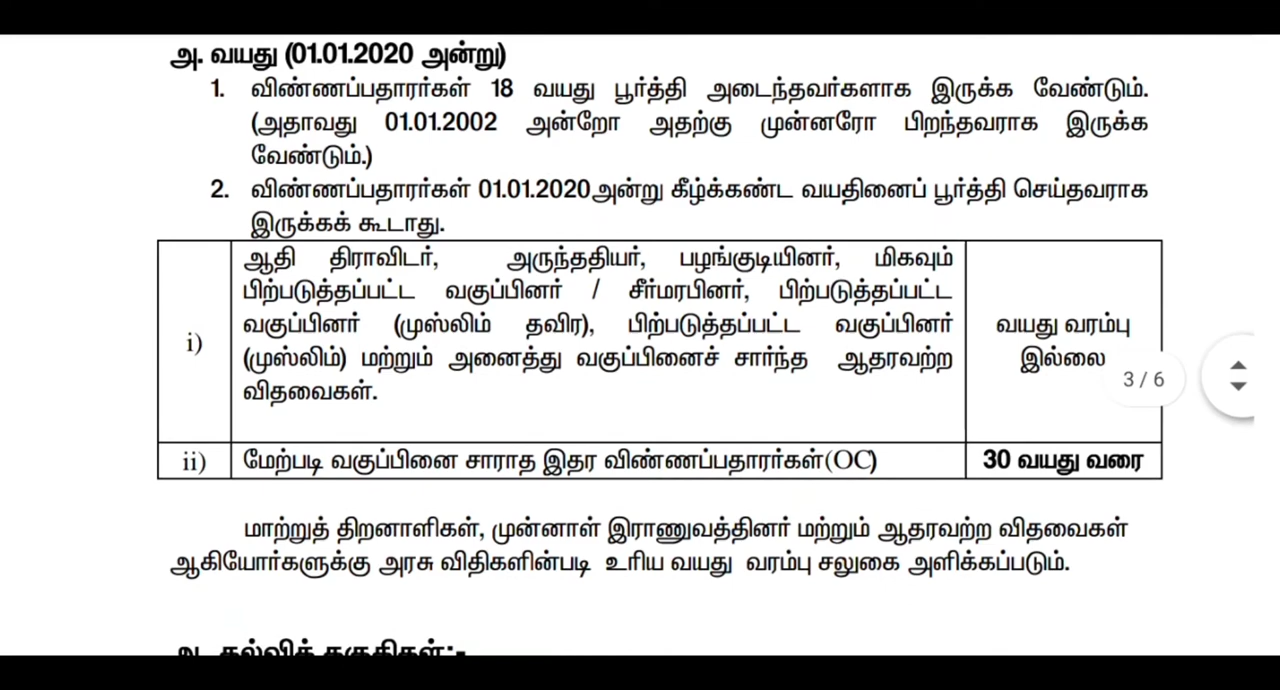 அ. வயது (01.01.2020 அன்று)
1. விண்ணப்பதாரர்கள் 18 வயது பூர்த்தி அடைந்தவர்களாக இருக்க வேண்டும்.
(அதாவது 01.01.2002 அன்றோ அதற்கு முன்னரோ பிறந்தவராக இருக்க
வேண்டும்.)
2. விண்ணப்பதாரர்கள் 01.01.2020அன்று கீழ்க்கண்ட வயதினைப் பூர்த்தி செய்தவராக
இருக்கக் கூடாது.
i)
ஆதி திராவிடர், அருந்ததியர், பழங்குடியினர், மிகவும்
பிற்படுத்தப்பட்ட வகுப்பினர் / சீர்மரபினர், பிற்படுத்தப்பட்ட
வகுப்பினர் (முஸ்லிம் தவிர), பிற்படுத்தப்பட்ட வகுப்பினர்
(முஸ்லிம்) மற்றும் அனைத்து வகுப்பினைச் சார்ந்த ஆதரவற்ற
விதவைகள்.
வயது வரம்பு
இல்லை
3 / 6
ii) மேற்படி வகுப்பினை சாராத இதர விண்ணப்பதாரர்கள்(OC) 30 வயது வரை
மாற்றுத் திறனாளிகள், முன்னாள் இராணுவத்தினர் மற்றும் ஆதரவற்ற விதவைகள்
ஆகியோர்களுக்கு அரசு விதிகளின்படி உரிய வயது வரம்பு சலுகை அளிக்கப்படும்.
கல்வித் தகுதிகள்:-